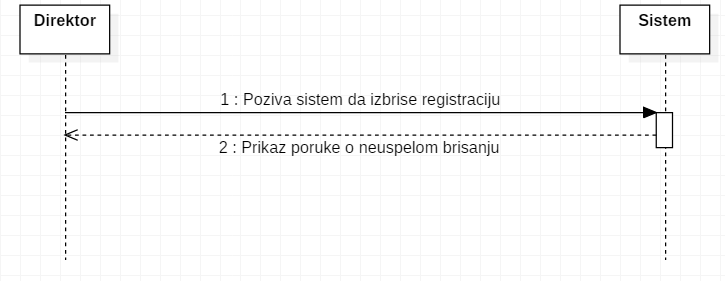 Direktor
Sistem
1 : Poziva sistem da izbrise registraciju
2 : Prikaz poruke o neuspelom brisanju